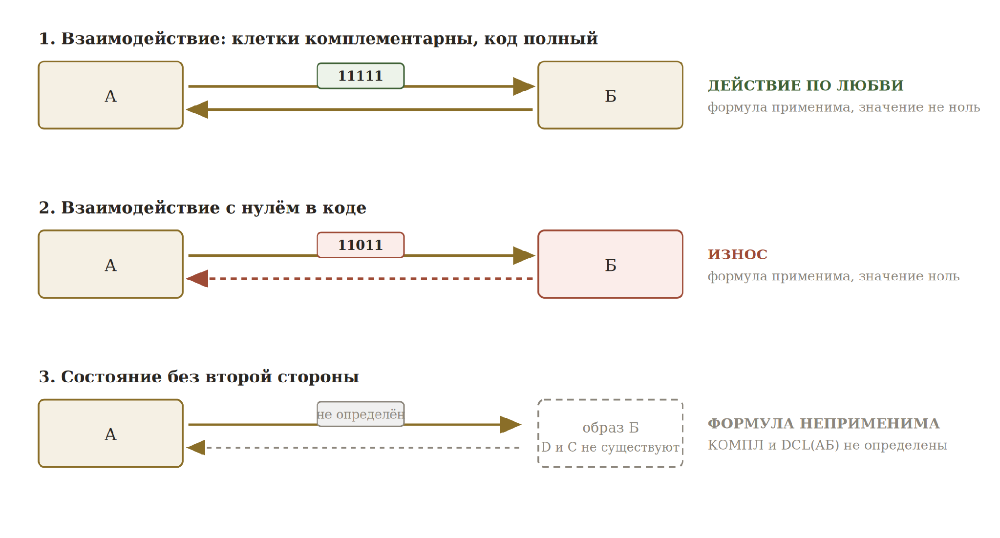 1. Взаимодействие: клетки комплементарны, код полный
А
11111
Б
ДЕЙСТВИЕ ПО ЛЮБВИ
формула применима, значение не ноль
2. Взаимодействие с нулём в коде
А
11011
Б
ИЗНОС
формула применима, значение ноль
3. Состояние без второй стороны
А
не определён
образ Б
D и C не существуют
ФОРМУЛА НЕПРИМЕНИМА
КОМПЛ и DCL(АБ) не определены